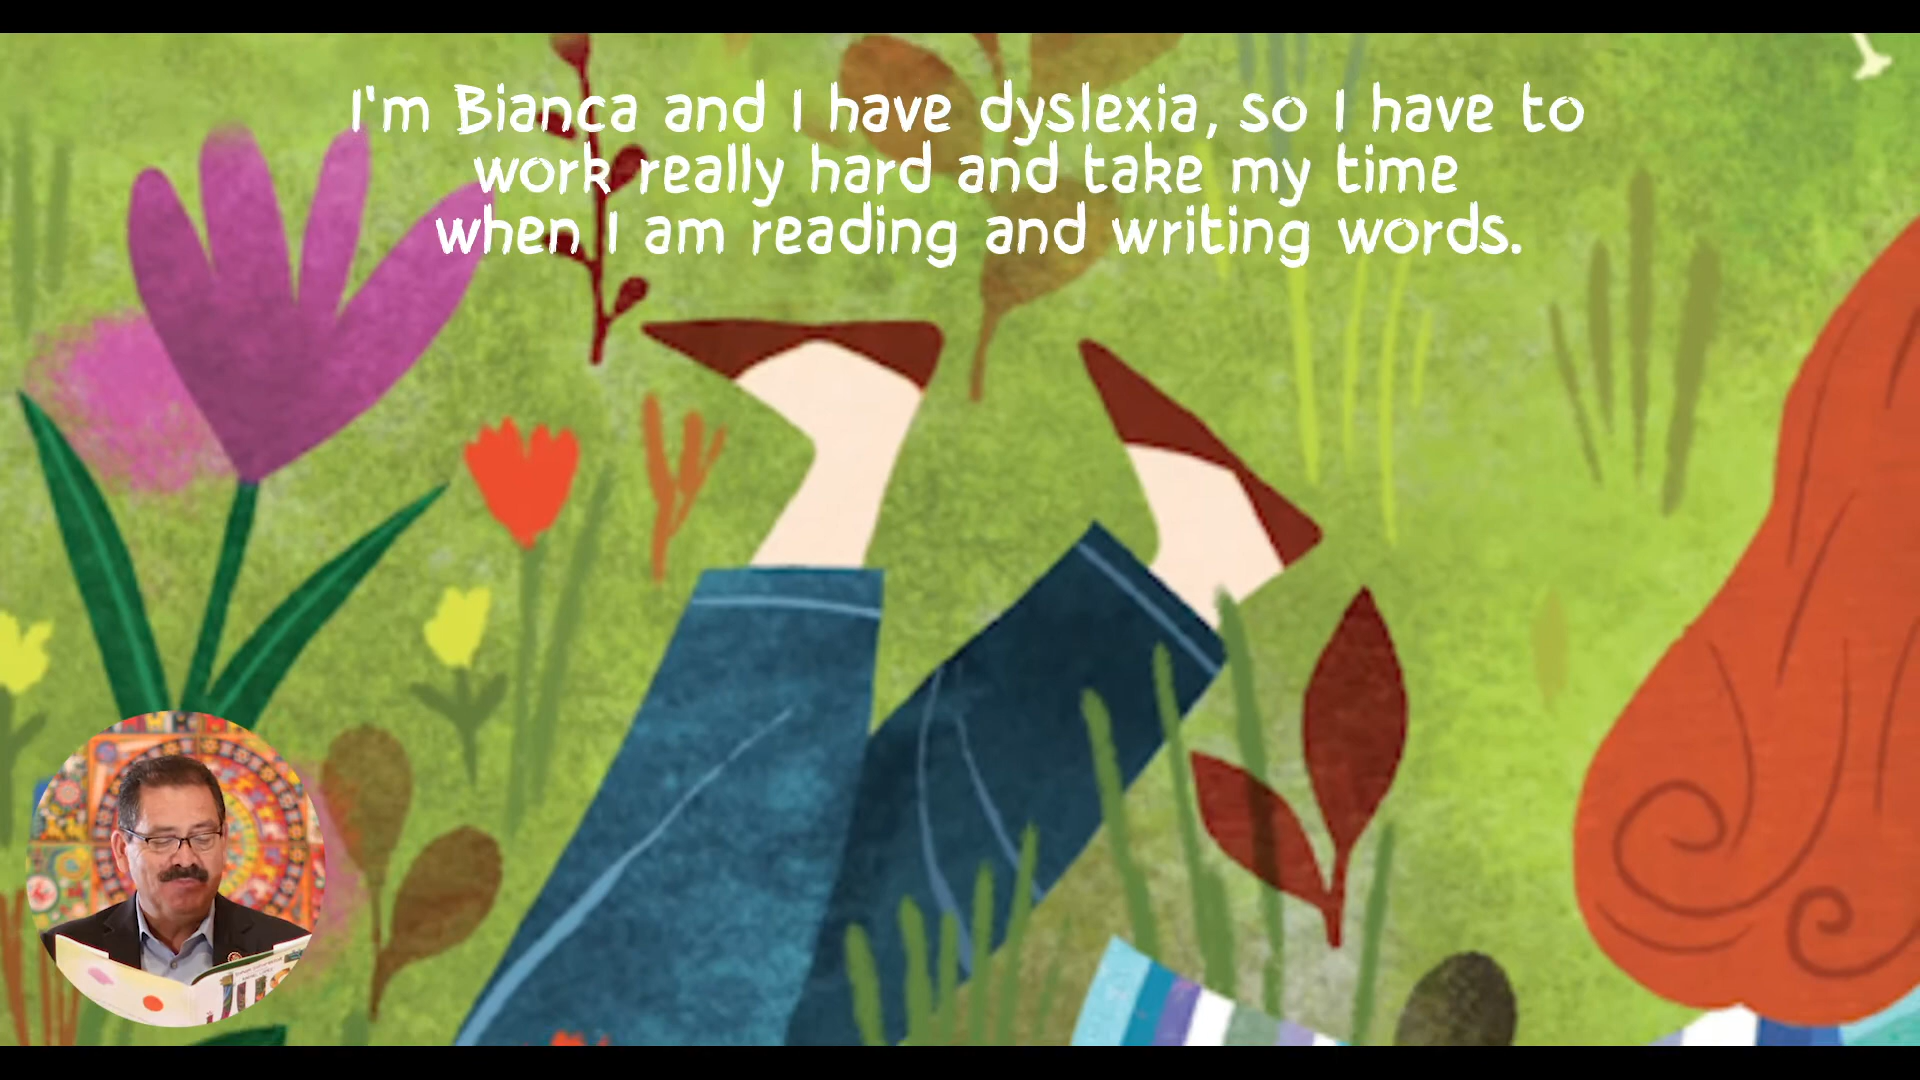 I'm Bianca and I have dyslexia, so I have to
work really hard and take my time
when I am reading and writing words.